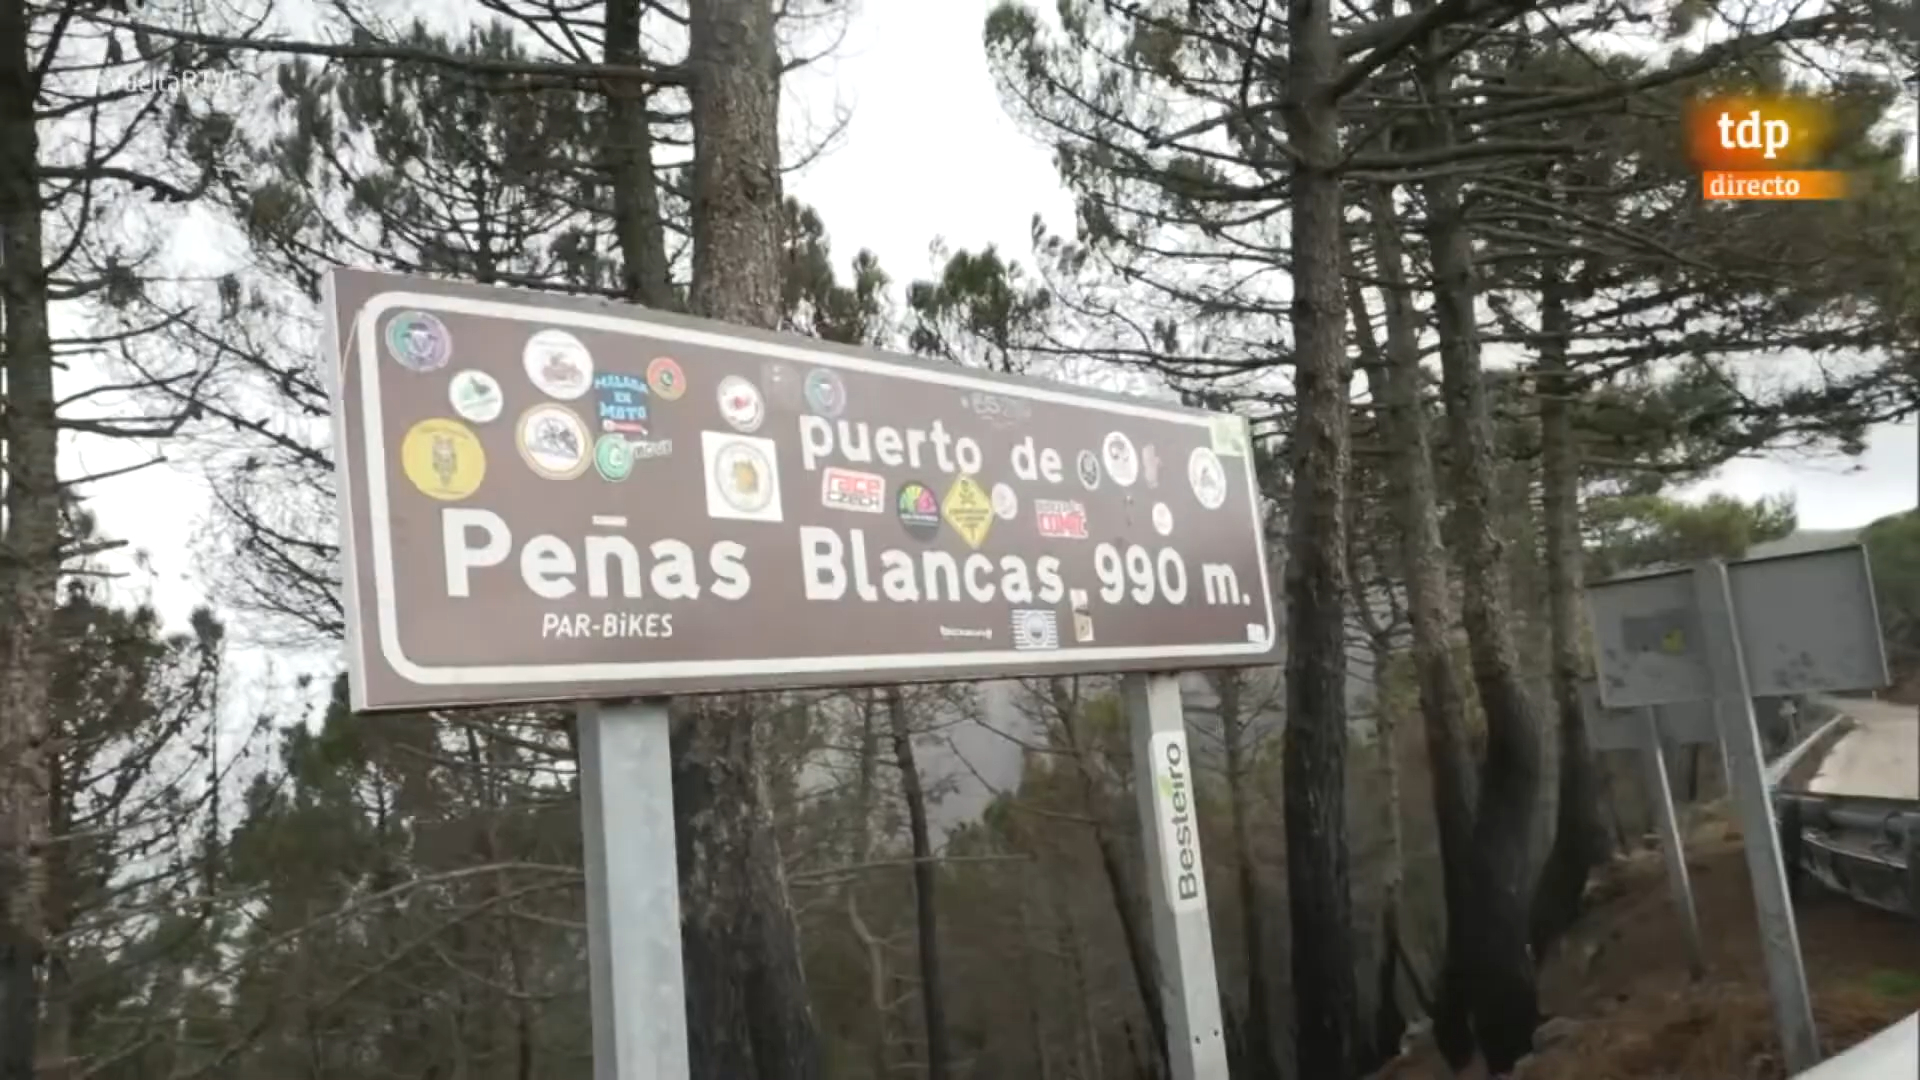 tdp
directo
MALAGA
EN
MOTO
puerto de
race
CZECH
Peñas Blancas 990 m.
PAR-BiKES
Besteiro